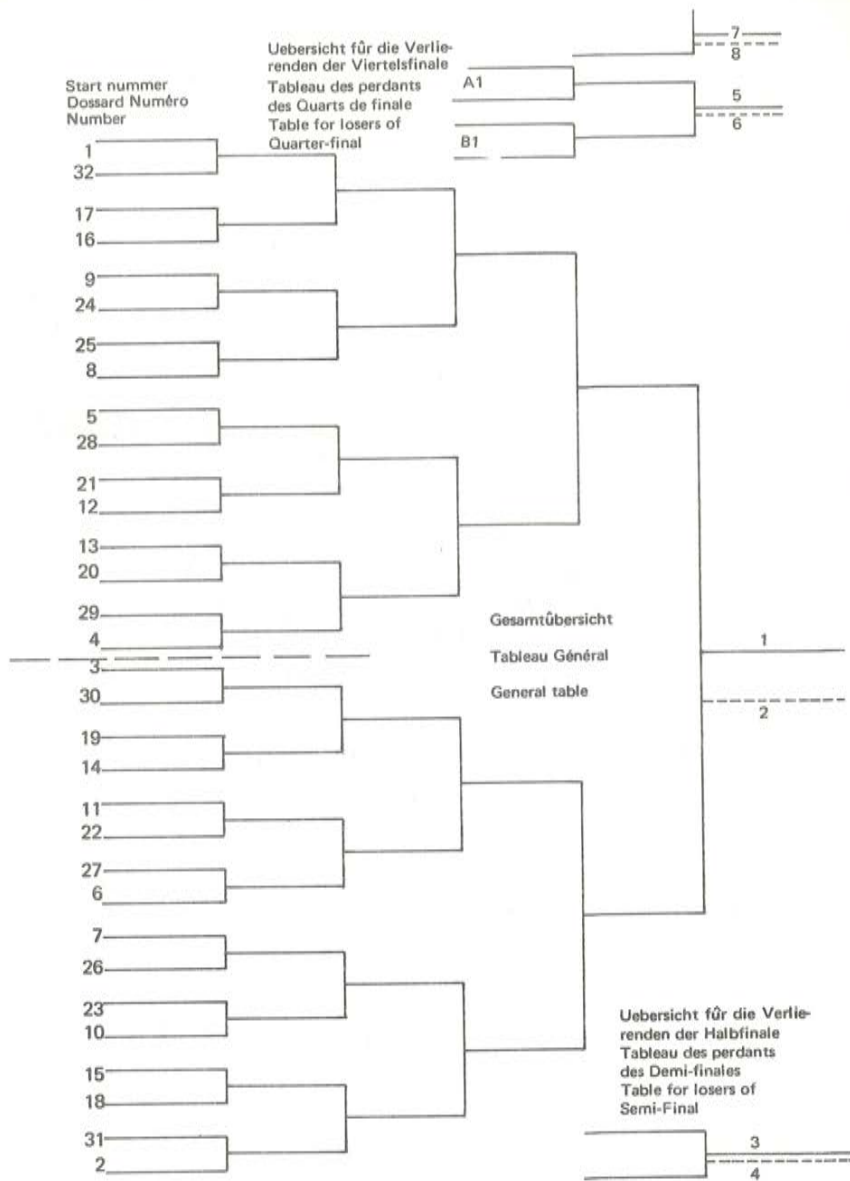 Uebersicht für die Verlie-
renden der Viertelsfinale
Tableau des perdants
des Quarts de finale
Table for losers of
Quarter-final
7
8
A1
5
6
B1
Start nummer
Dossard Numéro
Number
1
32
17
16
9
24
25
8
5
28
21
12
13
20
29
4
3
30
19
14
11
22
27
6
7
26
23
10
15
18
31
2
Gesamtübersicht
Tableau Général
General table
1
2
Uebersicht für die Verlie-
renden der Halbfinale
Tableau des perdants
des Demi-finales
Table for losers of
Semi-Final
3
4